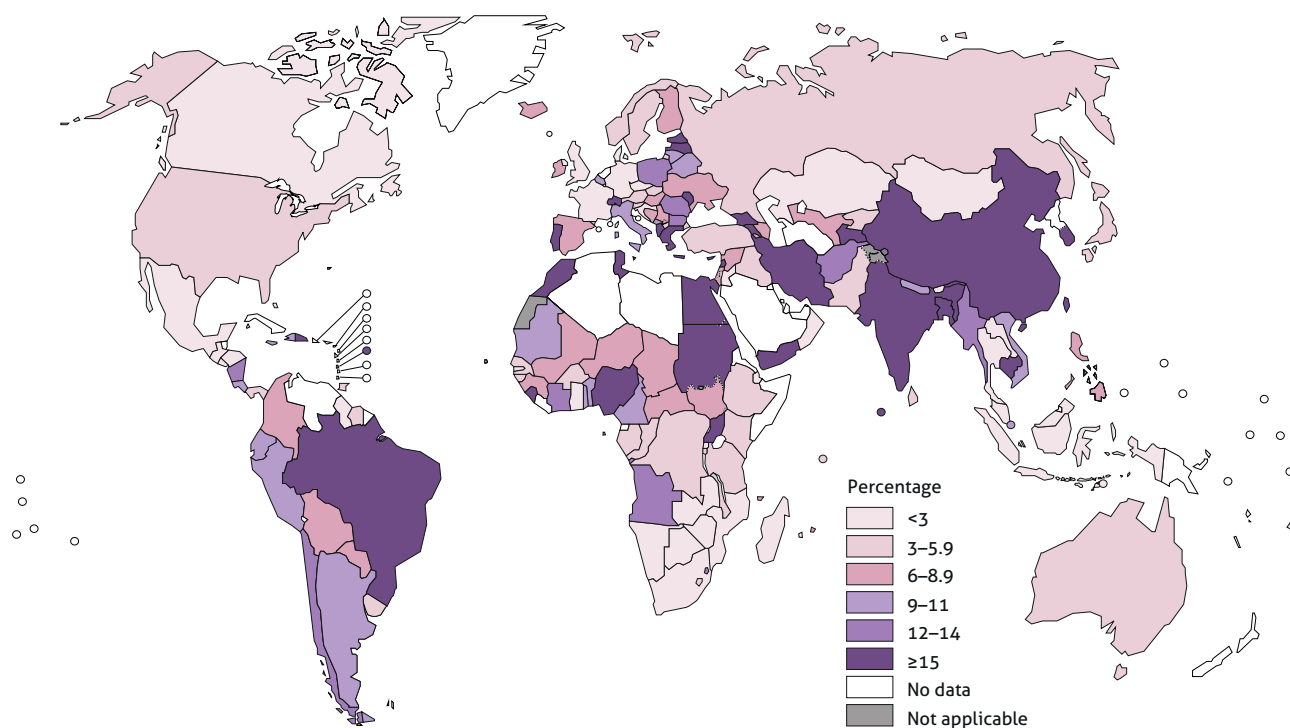 Percentage
<3
3–5.9
6–8.9
9–11
12–14
≥15
No data
Not applicable